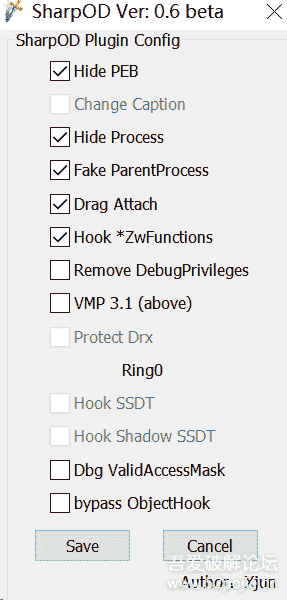 SharpOD Ver: 0.6 beta
SharpOD Plugin Config
Hide PEB
Change Caption
Hide Process
Fake ParentProcess
Drag Attach
Hook *ZwFunctions
Remove DebugPrivileges
VMP 3.1 (above)
Protect Drx
Ring0
Hook SSDT
Hook Shadow SSDT
Dbg ValidAccessMask
bypass ObjectHook
Save Cancel
吾爱破解论坛
Author: Xjun